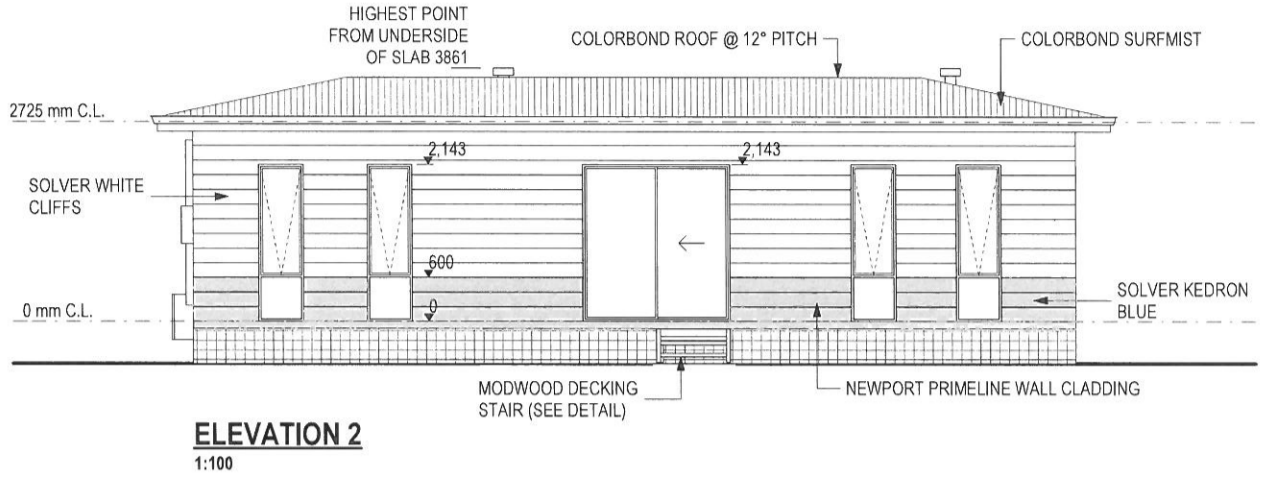 HIGHEST POINT
FROM UNDERSIDE
OF SLAB 3861
COLORBOND ROOF @ 12° PITCH
COLORBOND SURFMIST
2725 mm C.L.
2,143
2,143
SOLVER WHITE
CLIFFS
600
0
0 mm C.L.
SOLVER KEDRON
BLUE
MODWOOD DECKING
STAIR (SEE DETAIL)
NEWPORT PRIMELINE WALL CLADDING
ELEVATION 2
1:100